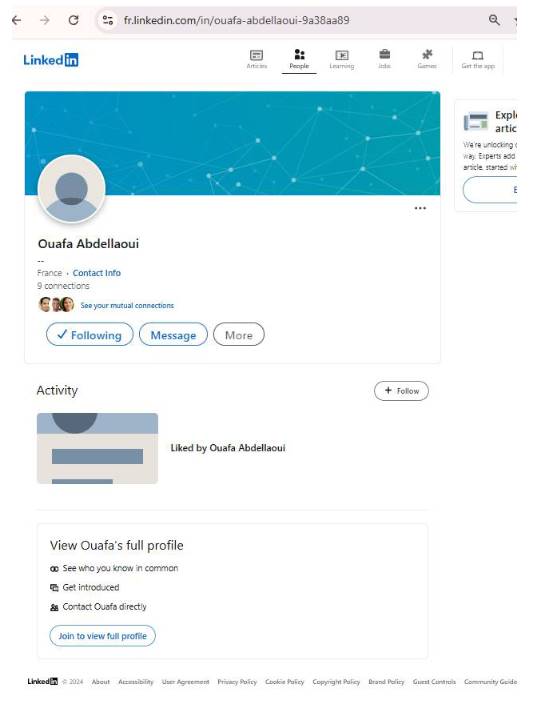 fr.linkedin.com/in/ouafa-abdellaoui-9a38aa89
Linked in
Articles People Learning Jobs Games Get the app
Expl
artic
We're unlocking
way. Experts add
article, started wi
E
Ouafa Abdellaoui
--
France · Contact Info
9 connections
See your mutual connections
✓ Following Message More
Activity
+ Follow
Liked by Ouafa Abdellaoui
View Ouafa's full profile
See who you know in common
Get introduced
Contact Ouafa directly
Join to view full profile
Linked in © 2024 About Accessibility User Agreement Privacy Policy Cookie Policy Copyright Policy Brand Policy Guest Controls Community Guide